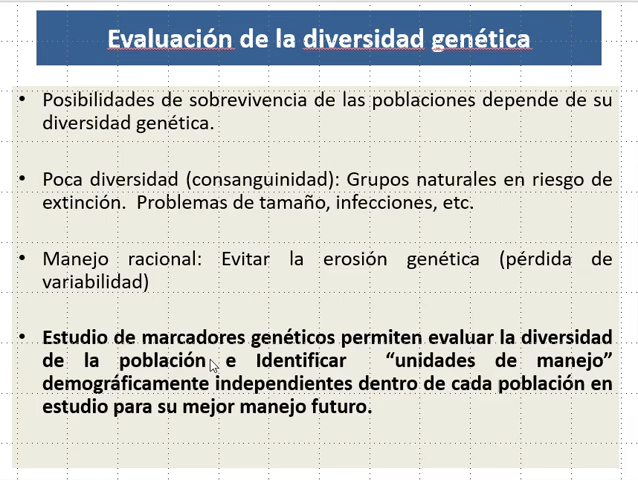 Evaluación de la diversidad genética
• Posibilidades de sobrevivencia de las poblaciones depende de su
diversidad genética.
• Poca diversidad (consanguinidad): Grupos naturales en riesgo de
extinción. Problemas de tamaño, infecciones, etc.
• Manejo racional: Evitar la erosión genética (pérdida de
variabilidad)
• Estudio de marcadores genéticos permiten evaluar la diversidad
de la población e Identificar “unidades de manejo”
demográficamente independientes dentro de cada población en
estudio para su mejor manejo futuro.